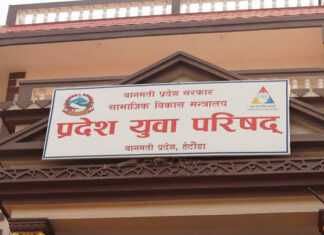 वागमती प्रदेश सरकार
सामाजिक विकास मन्त्रालय
प्रदेश युवा परिषद्
वागमती प्रदेश, हेटौंडा